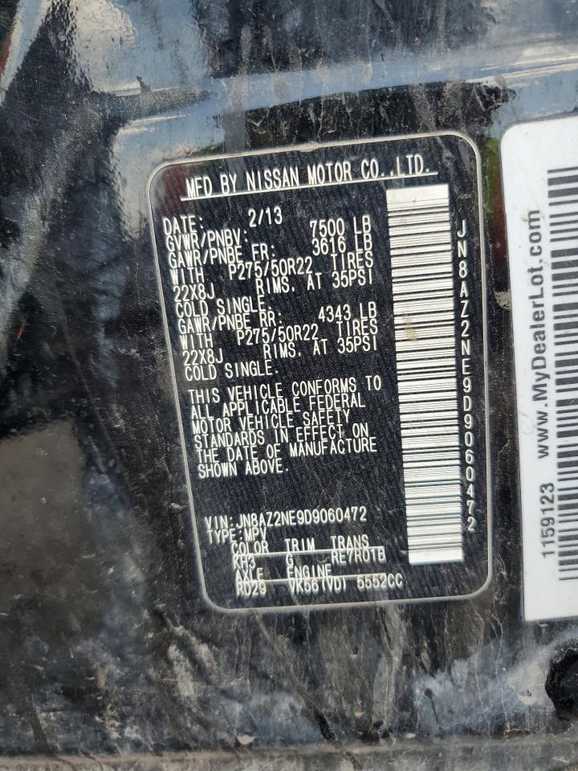 MFD BY NISSAN MOTOR CO.,LTD.
DATE: 2/13
GVWR/PNBV: 7500 LB
GAWR/PNBE FR: 3616 LB
WITH P275/50R22 TIRES
22X8J RIMS. AT 35PSI
COLD SINGLE.
GAWR/PNBE RR: 4343 LB
WITH P275/50R22 TIRES
22X8J RIMS. AT 35PSI
COLD SINGLE.
THIS VEHICLE CONFORMS TO
ALL APPLICABLE FEDERAL
MOTOR VEHICLE SAFETY
STANDARDS IN EFFECT ON
THE DATE OF MANUFACTURE
SHOWN ABOVE.
VIN: JN8AZ2NE9D9060472
TYPE: MPV
COLOR TRIM TRANS
KH3 G RE7R01B
AXLE ENGINE
RD29 VK56(VD) 5552CC
JN8AZ2NE9D9060472
www.MyDealerLot.com
1159123